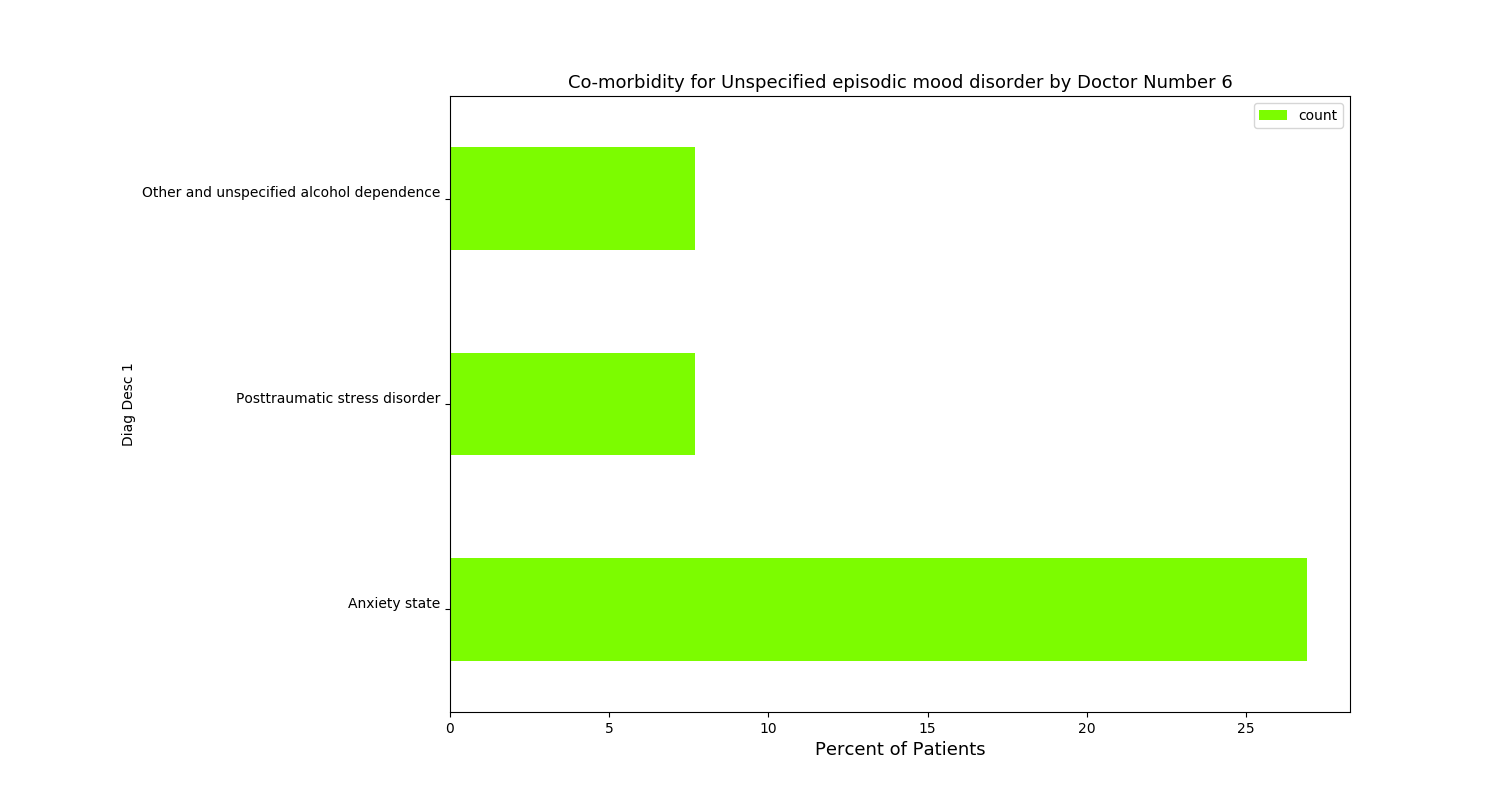 Co-morbidity for Unspecified episodic mood disorder by Doctor Number 6
count
Other and unspecified alcohol dependence
Posttraumatic stress disorder
Anxiety state
Diag Desc 1
0 5 10 15 20 25
Percent of Patients